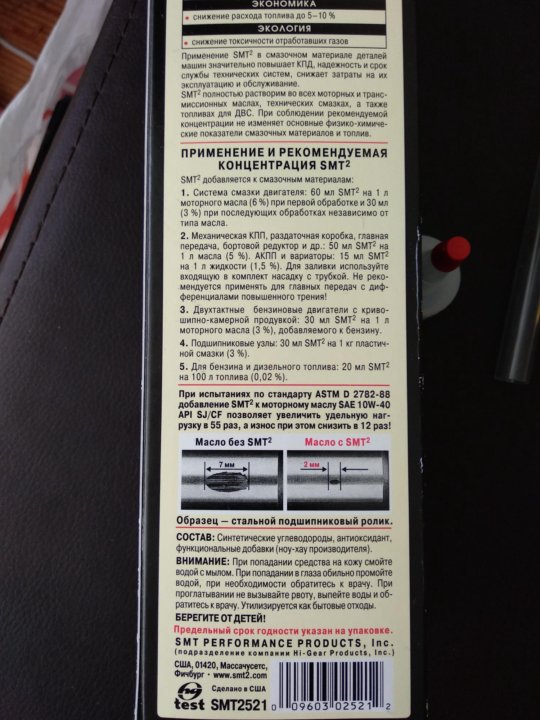 ЭКОНОМИКА
• снижение расхода топлива до 5–10 %
ЭКОЛОГИЯ
• снижение токсичности отработавших газов
Применение SMT² в смазочном материале деталей
машин значительно повышает КПД, надежность и срок
службы технических систем, снижает затраты на их
эксплуатацию и обслуживание.
SMT² полностью растворим во всех моторных и транс-
миссионных маслах, технических смазках, а также
топливах для ДВС. При соблюдении рекомендуемой
концентрации не изменяет основные физико-химиче-
ские показатели смазочных материалов и топлив.
ПРИМЕНЕНИЕ И РЕКОМЕНДУЕМАЯ
КОНЦЕНТРАЦИЯ SMT²
SMT² добавляется к смазочным материалам:
1. Система смазки двигателя: 60 мл SMT² на 1 л
моторного масла (6 %) при первой обработке и 30 мл
(3 %) при последующих обработках независимо от
типа масла.
2. Механическая КПП, раздаточная коробка, главная
передача, бортовой редуктор и др.: 50 мл SMT² на
1 л масла (5 %). АКПП и вариаторы: 15 мл SMT²
на 1 л жидкости (1,5 %). Для заливки используйте
входящую в комплект насадку с трубкой. Не реко-
мендуется применять для главных передач с диф-
ференциалами повышенного трения!
3. Двухтактные бензиновые двигатели с криво-
шипно-камерной продувкой: 30 мл SMT² на 1 л
моторного масла (3 %), добавляемого к бензину.
4. Подшипниковые узлы: 30 мл SMT² на 1 кг пластич-
ной смазки (3 %).
5. Для бензина и дизельного топлива: 20 мл SMT²
на 100 л топлива (0,02 %).
При испытаниях по стандарту ASTM D 2782-88
добавление SMT² к моторному маслу SAE 10W-40
API SJ/CF позволяет увеличить удельную наг-
рузку в 55 раз, а износ при этом снизить в 12 раз!
Масло без SMT² Масло с SMT²
7 мм 2 мм
Образец – стальной подшипниковый ролик.
СОСТАВ: Синтетические углеводороды, антиоксидант,
функциональные добавки (ноу-хау производителя).
ВНИМАНИЕ: При попадании средства на кожу смойте
водой с мылом. При попадании в глаза обильно промойте
водой, при необходимости обратитесь к врачу. При
проглатывании не вызывайте рвоту, выпейте воды и об-
ратитесь к врачу. Утилизируется как бытовые отходы.
БЕРЕГИТЕ ОТ ДЕТЕЙ!
Предельный срок годности указан на упаковке.
SMT PERFORMANCE PRODUCTS, Inc.
(подразделение компании Hi-Gear Products, Inc.)
США, 01420, Массачусетс,
Фичбург • www.smt2.com
Сделано в США
hg
test SMT2521
0 09603 02521 2